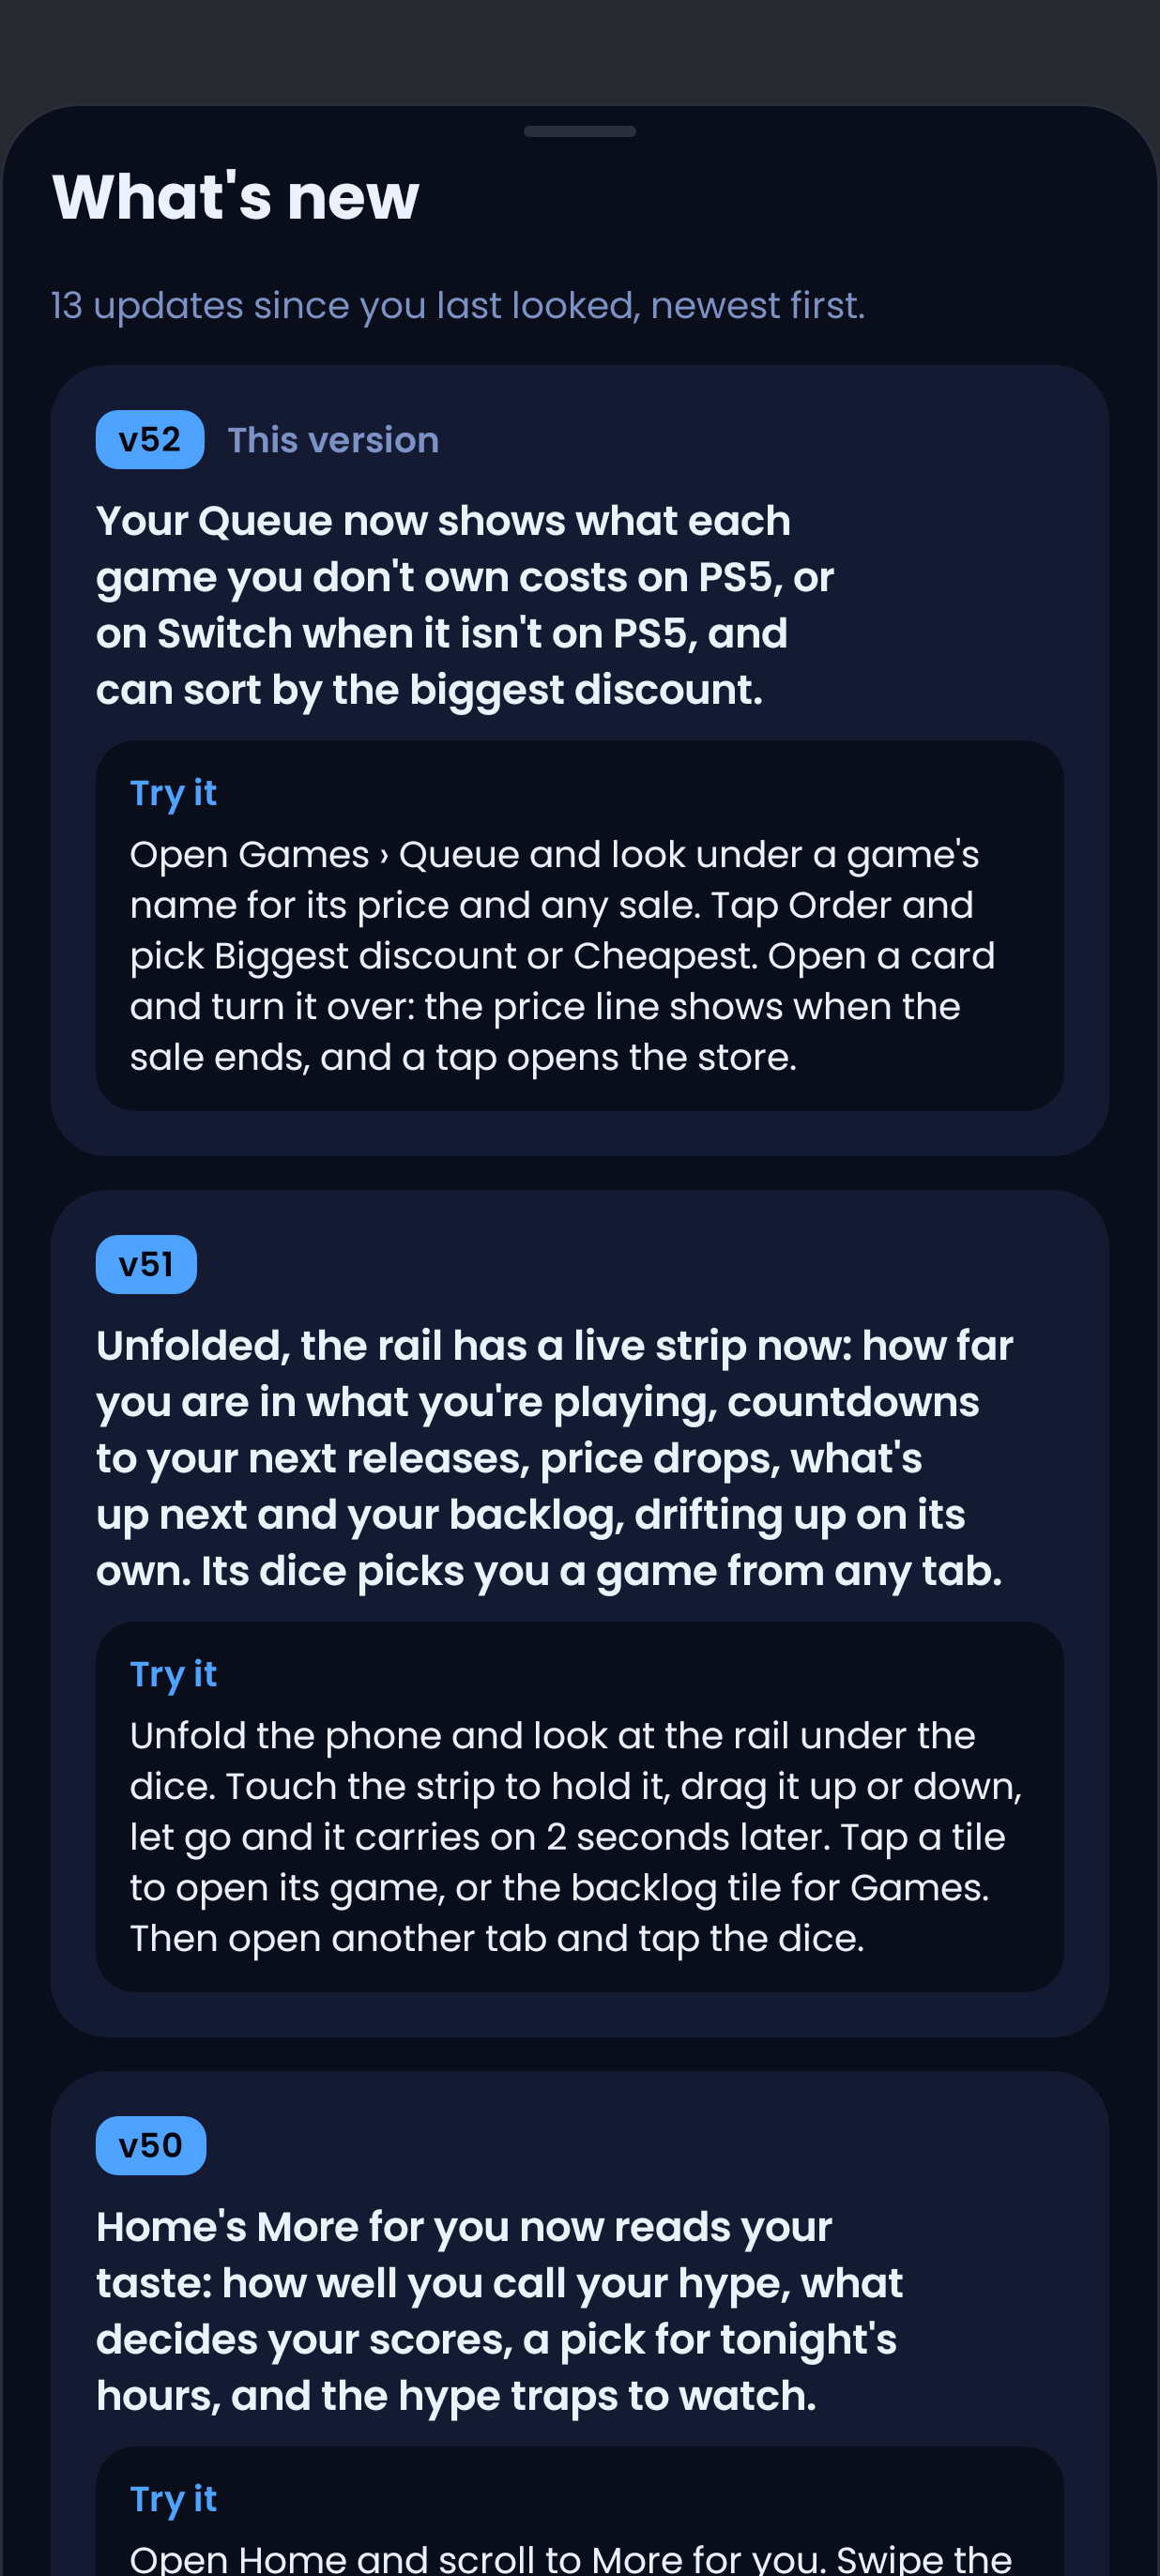 What's new
13 updates since you last looked, newest first.
v52 This version
Your Queue now shows what each
game you don't own costs on PS5, or
on Switch when it isn't on PS5, and
can sort by the biggest discount.
Try it
Open Games › Queue and look under a game's
name for its price and any sale. Tap Order and
pick Biggest discount or Cheapest. Open a card
and turn it over: the price line shows when the
sale ends, and a tap opens the store.
v51
Unfolded, the rail has a live strip now: how far
you are in what you're playing, countdowns
to your next releases, price drops, what's
up next and your backlog, drifting up on its
own. Its dice picks you a game from any tab.
Try it
Unfold the phone and look at the rail under the
dice. Touch the strip to hold it, drag it up or down,
let go and it carries on 2 seconds later. Tap a tile
to open its game, or the backlog tile for Games.
Then open another tab and tap the dice.
v50
Home's More for you now reads your
taste: how well you call your hype, what
decides your scores, a pick for tonight's
hours, and the hype traps to watch.
Try it
Open Home and scroll to More for you. Swipe the